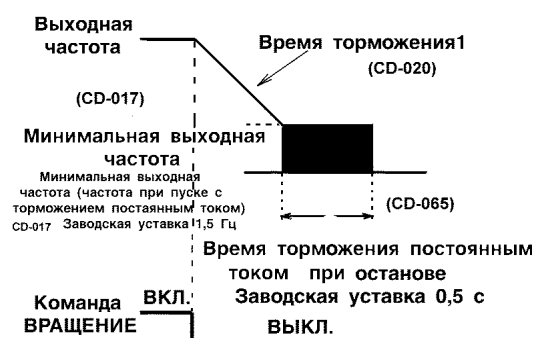 Выходная
частота
Время торможения1
(CD-020)
(CD-017)
Минимальная выходная
частота
Минимальная выходная
частота (частота при пуске с
торможением постаянным током)
CD-017 Заводская уставка 1,5 Гц
(CD-065)
Время торможения постоянным
током при останове
Заводская уставка 0,5 с
Команда
ВРАЩЕНИЕ
ВКЛ.
ВЫКЛ.